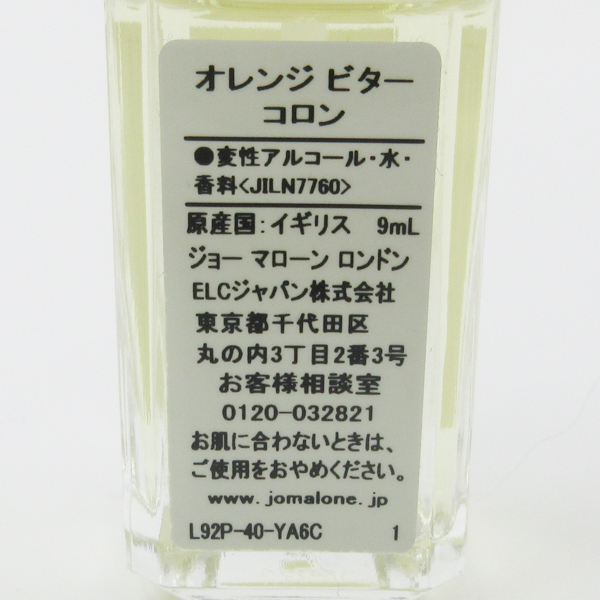 オレンジ ビター
コロン
●変性アルコール・水・
香料<JILN7760>
原産国：イギリス 9mL
ジョー マローン ロンドン
ELCジャパン株式会社
東京都千代田区
丸の内3丁目2番3号
お客様相談室
0120-032821
お肌に合わないときは、
ご使用をおやめください。
www.jomalone.jp
L92P-40-YA6C 1